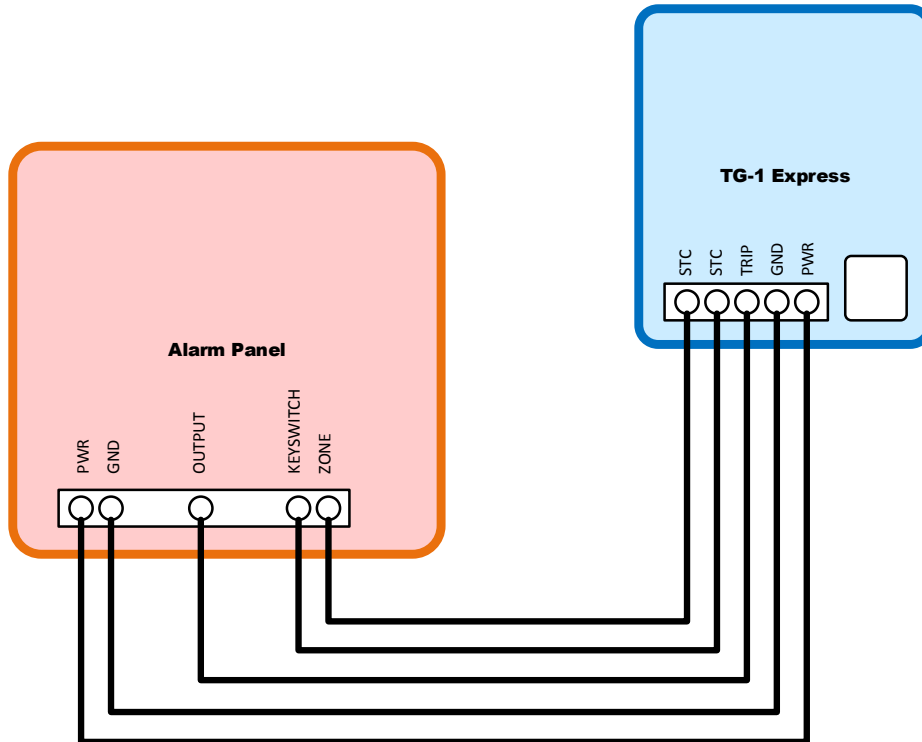 TG-1 Express
STC
STC
TRIP
GND
PWR
Alarm Panel
PWR
GND
OUTPUT
KEYSWITCH
ZONE